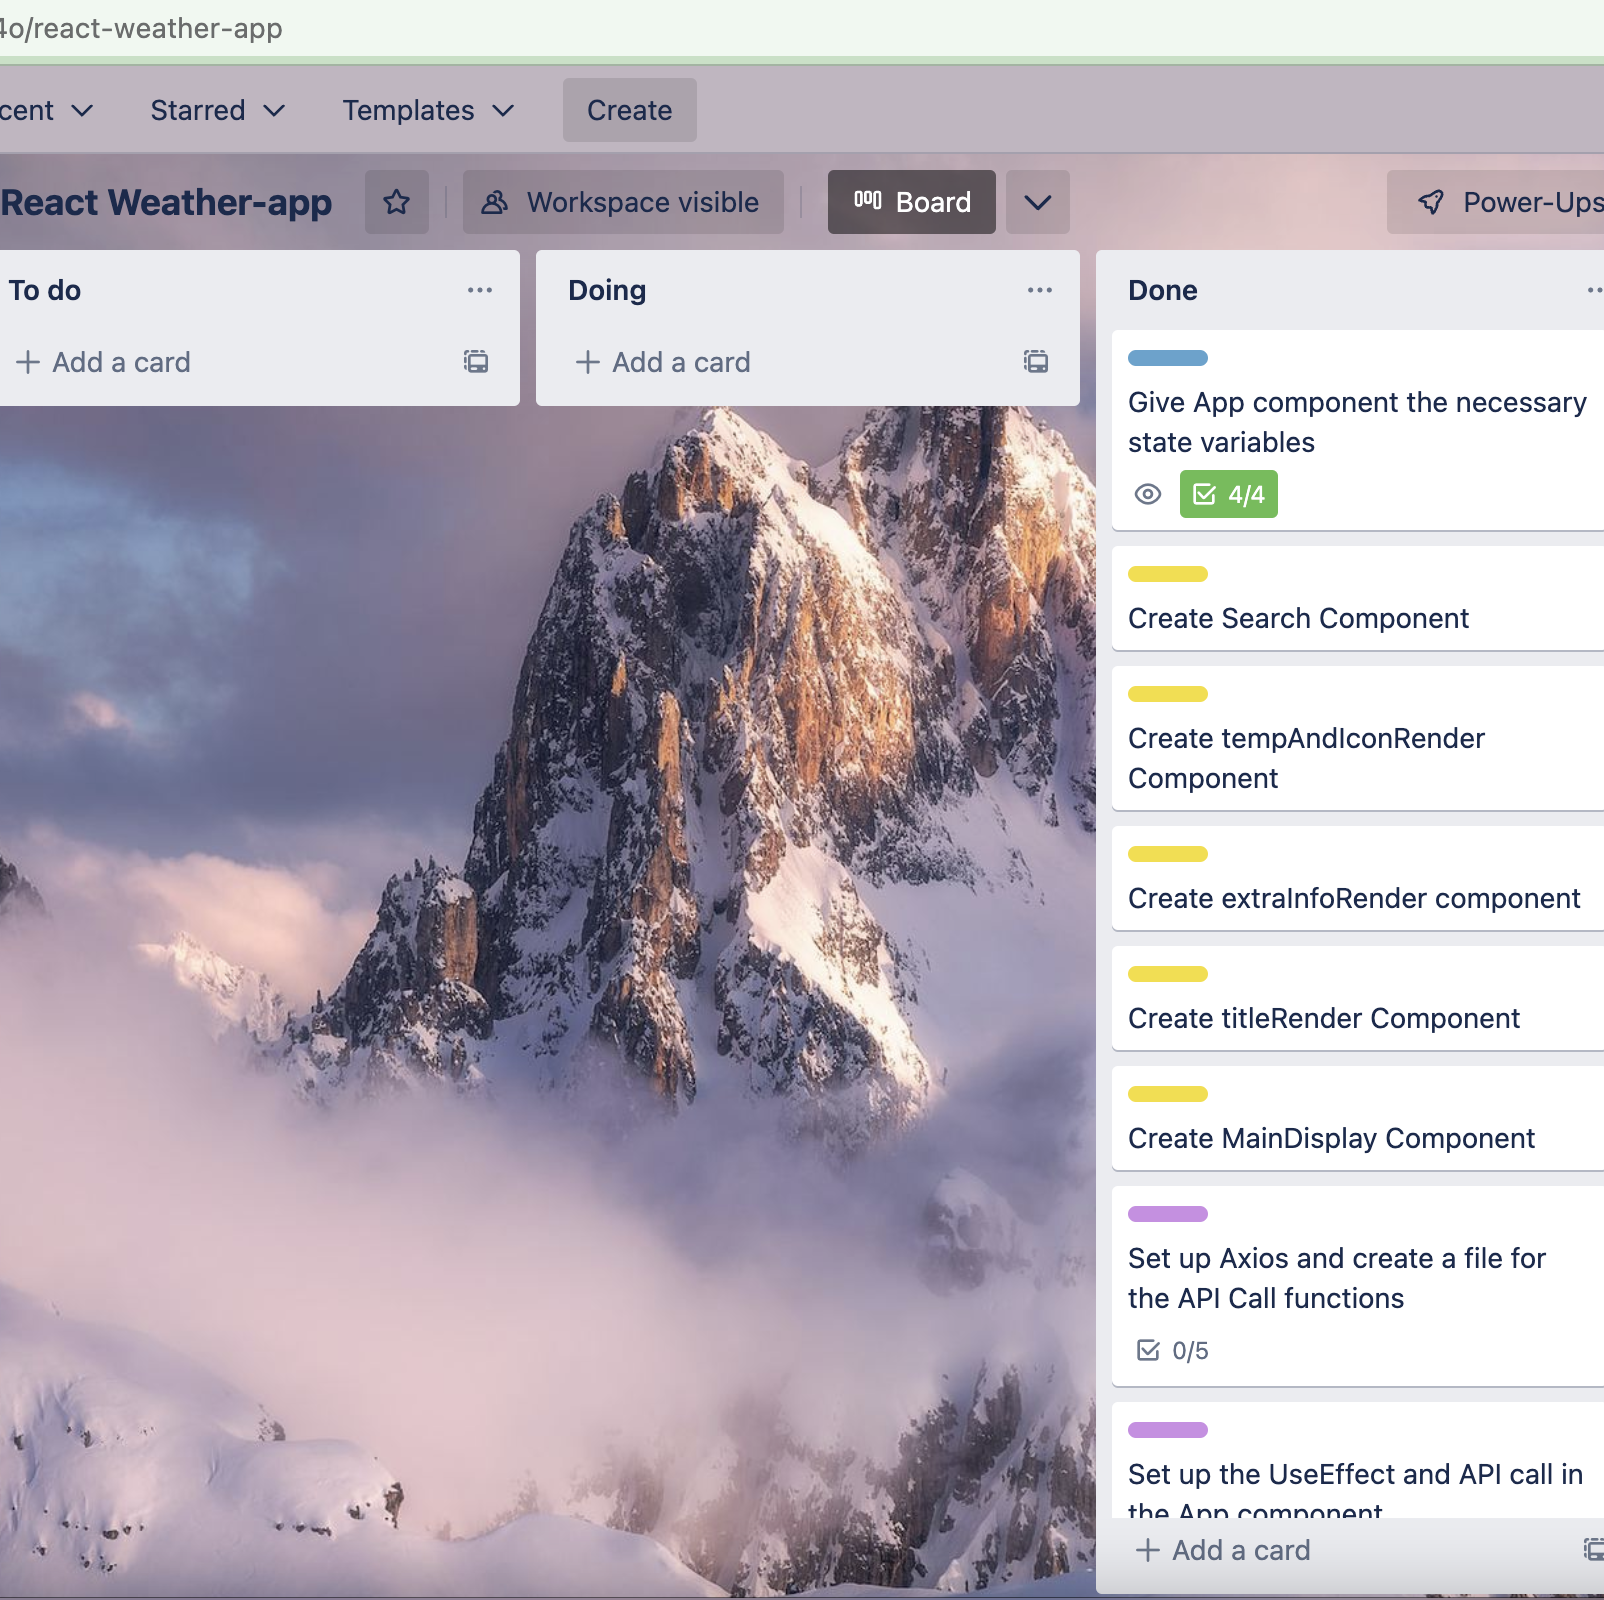 4o/react-weather-app
cent
Starred
Templates
Create
React Weather-app
Workspace visible
Board
Power-Ups
To do
Add a card
Doing
Add a card
Done
Give App component the necessary
state variables
4/4
Create Search Component
Create tempAndIconRender
Component
Create extraInfoRender component
Create titleRender Component
Create MainDisplay Component
Set up Axios and create a file for
the API Call functions
0/5
Set up the UseEffect and API call in
the App component
Add a card